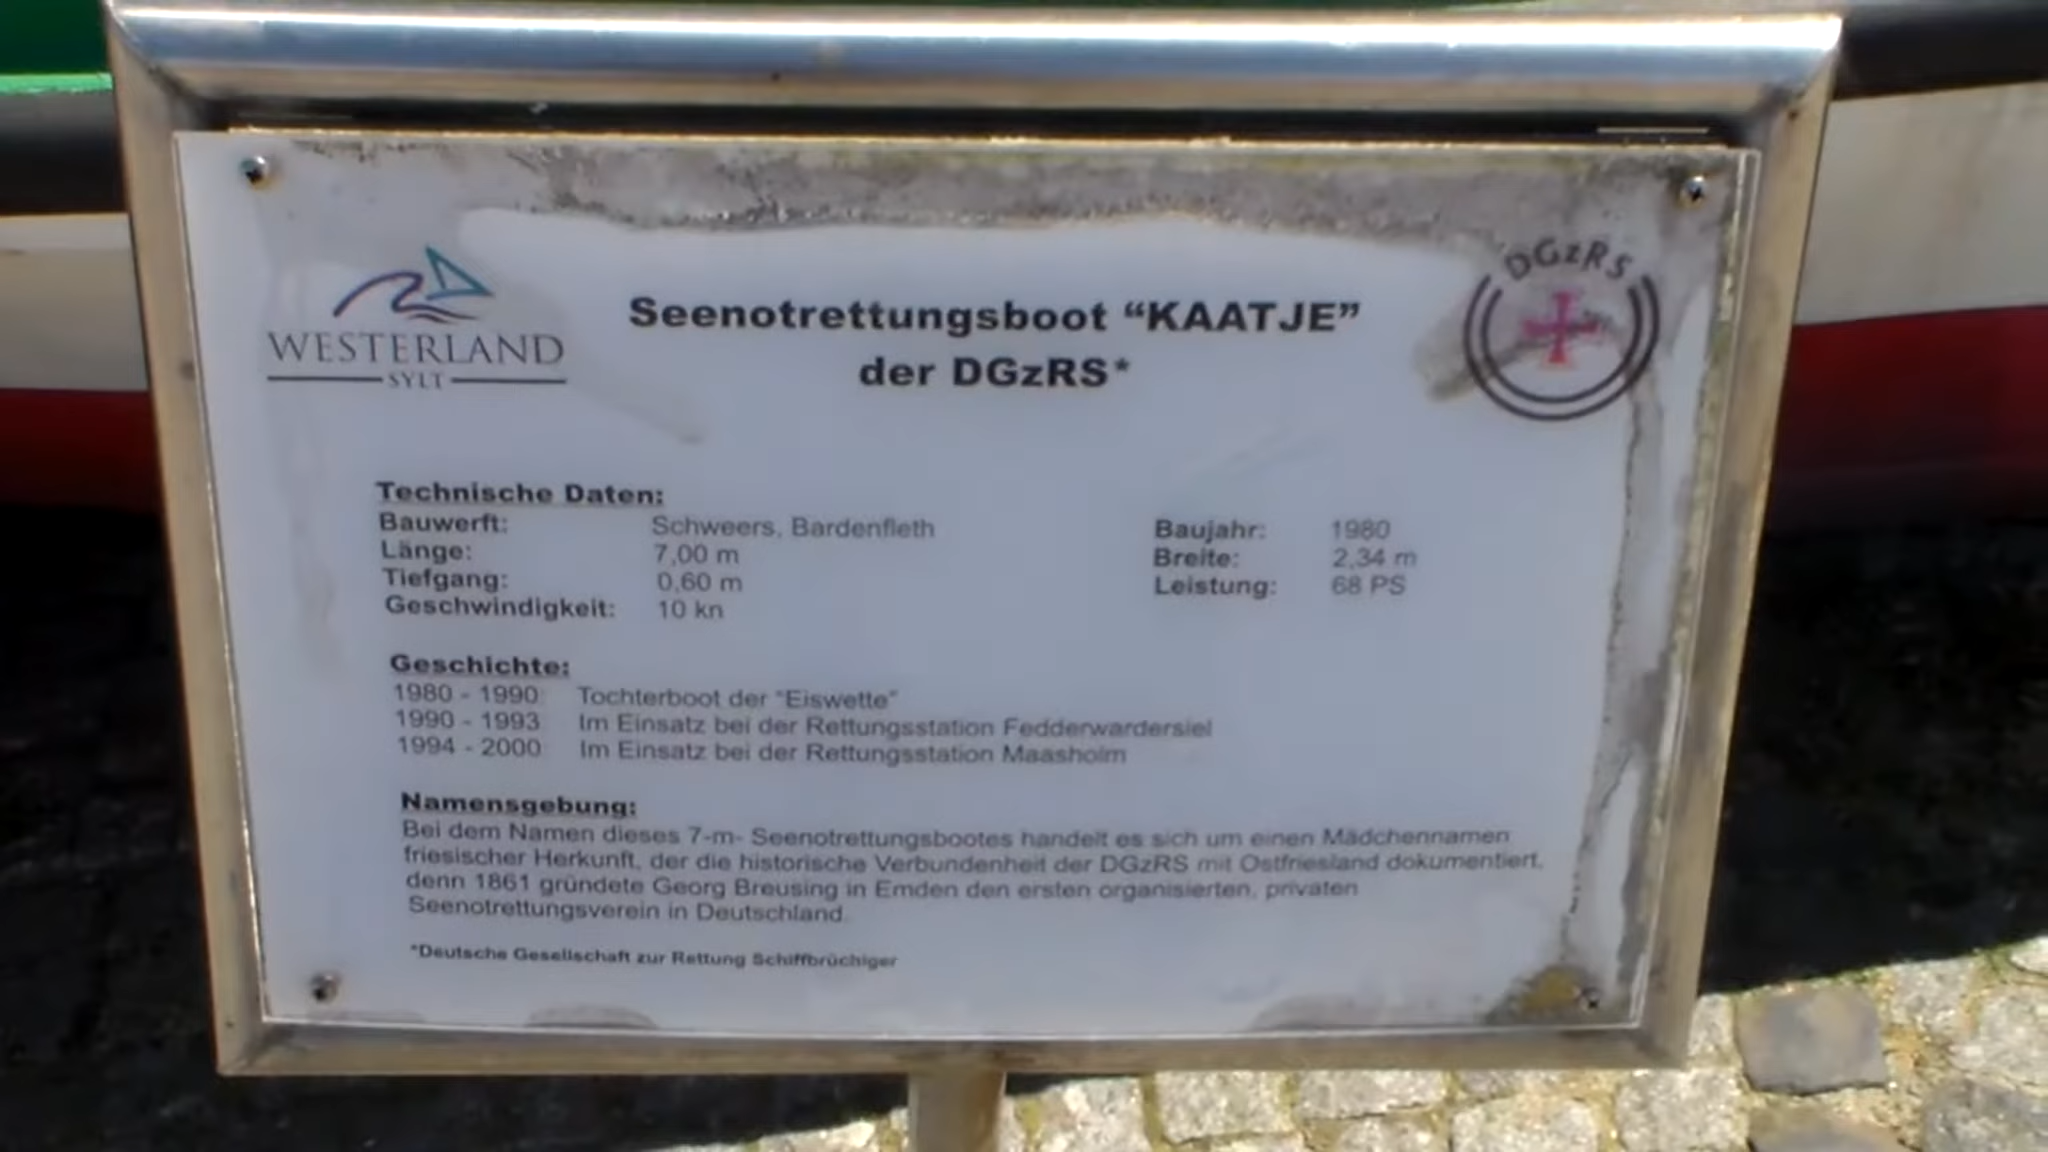 WESTERLAND
SYLT
DGzRS
Seenotrettungsboot “KAATJE”
der DGzRS*
Technische Daten:
Bauwerft: Schweers, Bardenfleth Baujahr: 1980
Länge: 7,00 m Breite: 2,34 m
Tiefgang: 0,60 m Leistung: 68 PS
Geschwindigkeit: 10 kn
Geschichte:
1980 - 1990 Tochterboot der "Eiswette"
1990 - 1993 Im Einsatz bei der Rettungsstation Fedderwardersiel
1994 - 2000 Im Einsatz bei der Rettungsstation Maasholm
Namensgebung:
Bei dem Namen dieses 7-m- Seenotrettungsbootes handelt es sich um einen Mädchennamen
friesischer Herkunft, der die historische Verbundenheit der DGzRS mit Ostfriesland dokumentiert,
denn 1861 gründete Georg Breusing in Emden den ersten organisierten, privaten
Seenotrettungsverein in Deutschland.
*Deutsche Gesellschaft zur Rettung Schiffbrüchiger